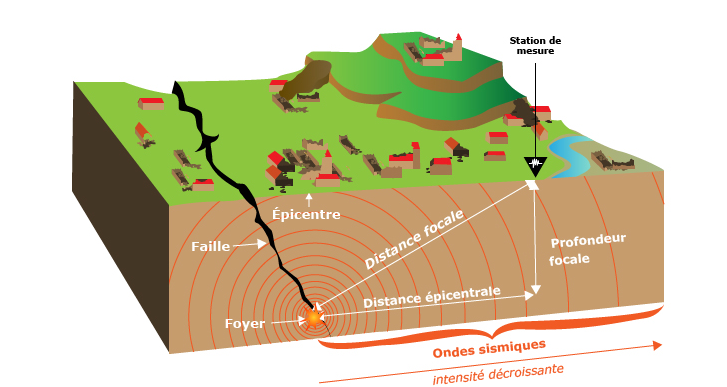 Station de
mesure
Épicentre
Distance focale
Faille
Profondeur
focale
Distance épicentrale
Foyer
Ondes sismiques
intensité décroissante